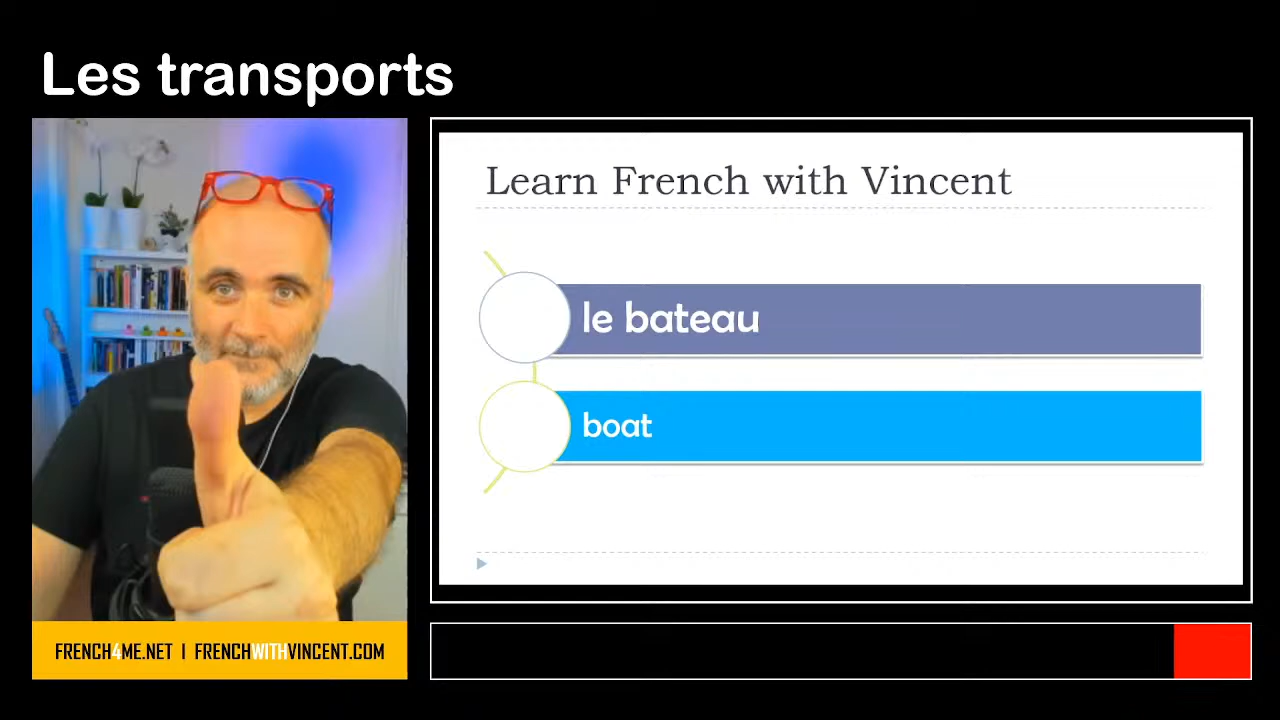 Les transports
Learn French with Vincent
le bateau
boat
FRENCH4ME.NET | FRENCHWITHVINCENT.COM